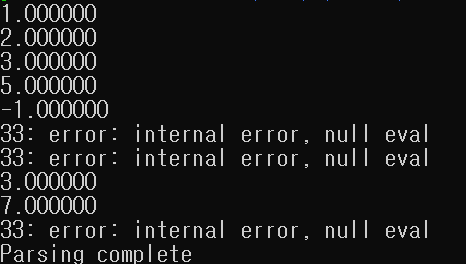 1.000000
2.000000
3.000000
5.000000
-1.000000
33: error: internal error, null eval
33: error: internal error, null eval
3.000000
7.000000
33: error: internal error, null eval
Parsing complete